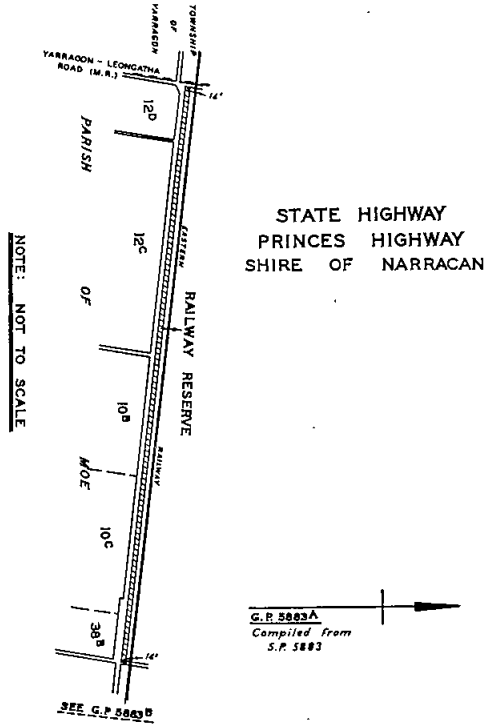 TOWNSHIP
OF
YARRAGON
YARRAGON - LEONGATHA
ROAD (M.R.)
14'
12D
PARISH
12C
EASTERN
STATE HIGHWAY
PRINCES HIGHWAY
SHIRE OF NARRACAN
OF
RAILWAY RESERVE
NOTE: NOT TO SCALE
10B
MOE
RAILWAY
10C
38B
14'
G.P. 5883A
Compiled from
S.P. 5883
SEE G.P. 5883B